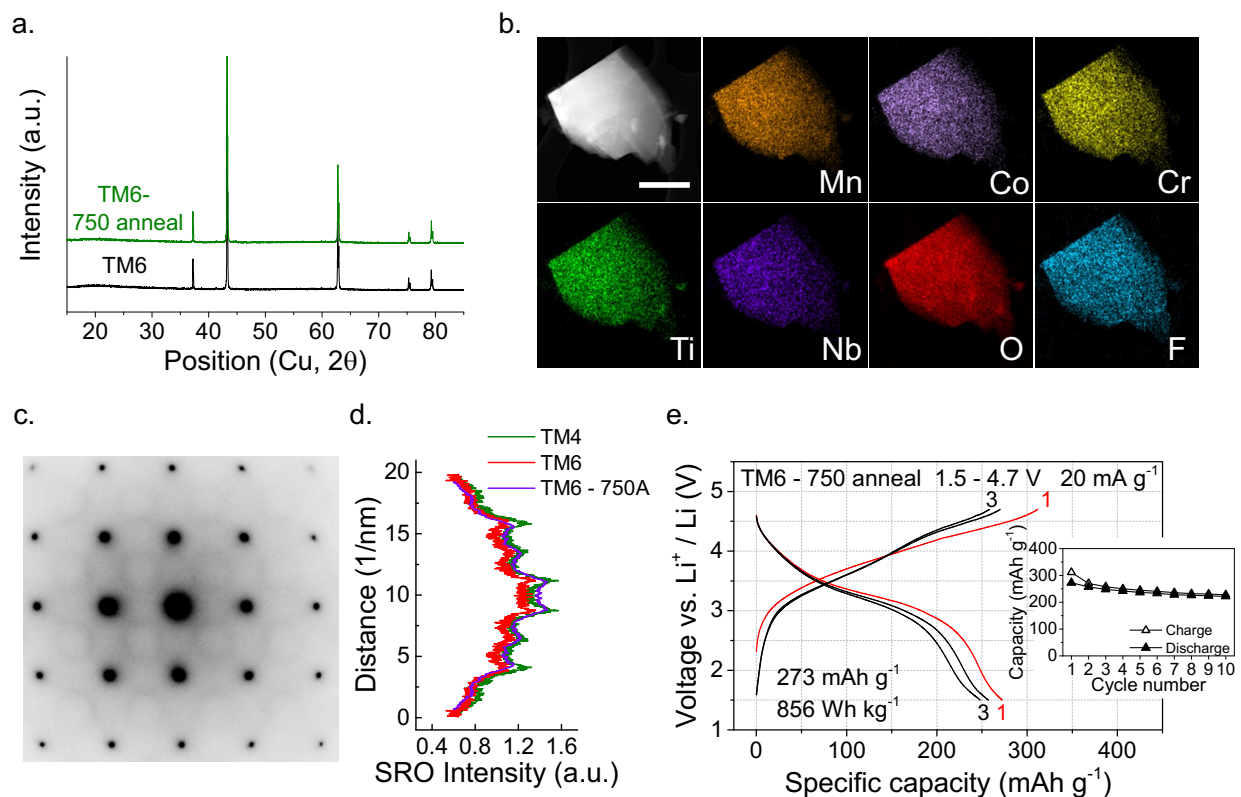 a.
Intensity (a.u.)
TM6-
750 anneal
TM6
20 30 40 50 60 70 80
Position (Cu, 2θ)
b.
Mn
Co
Cr
Ti
Nb
O
F
c.
d.
TM4
TM6
TM6 - 750A
Distance (1/nm)
20
15
10
5
0
0.4 0.8 1.2 1.6
SRO Intensity (a.u.)
e.
TM6 - 750 anneal 1.5 - 4.7 V 20 mA g⁻¹
Voltage vs. Li⁺ / Li (V)
5
4
3
2
1
3 1
273 mAh g⁻¹
856 Wh kg⁻¹
3 1
0 100 200 300 400
Specific capacity (mAh g⁻¹)
Capacity (mAh g⁻¹)
400
300
200
100
0
Charge
Discharge
1 2 3 4 5 6 7 8 9 10
Cycle number